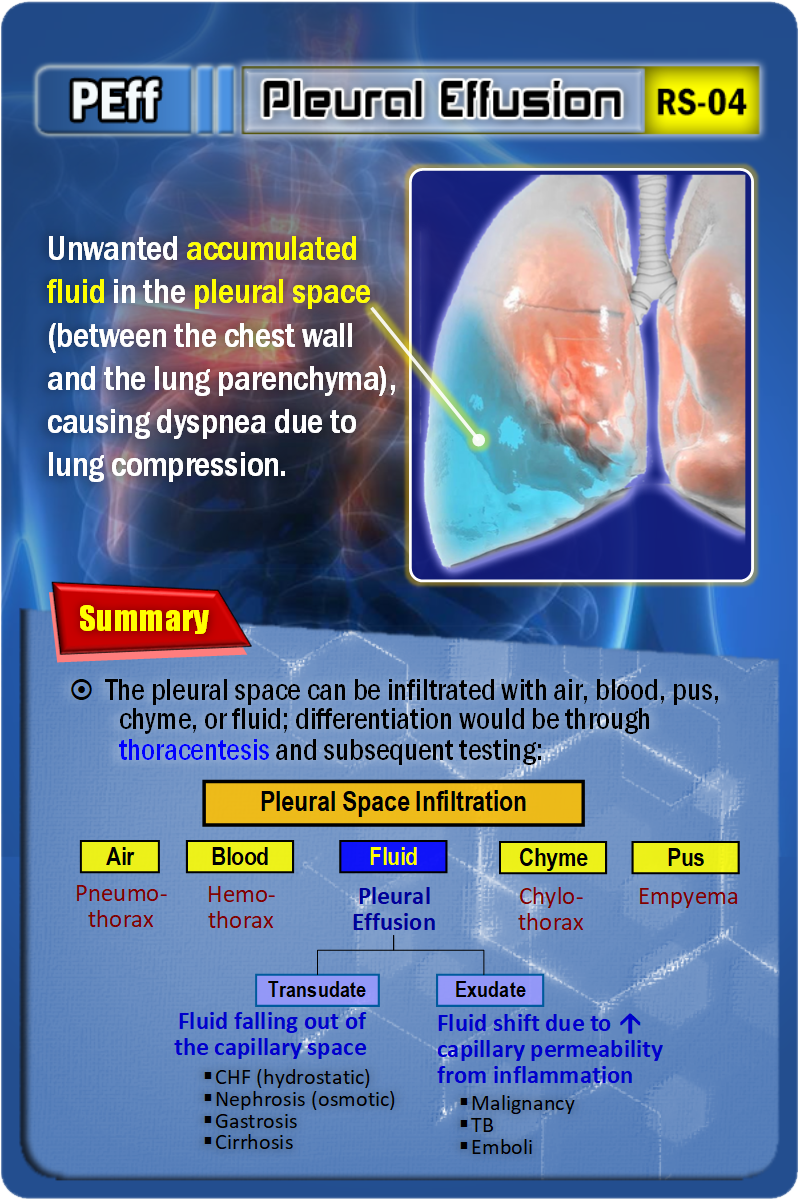 PEff Pleural Effusion RS-04
Unwanted accumulated
fluid in the pleural space
(between the chest wall
and the lung parenchyma),
causing dyspnea due to
lung compression.
Summary
⦿ The pleural space can be infiltrated with air, blood, pus,
chyme, or fluid; differentiation would be through
thoracentesis and subsequent testing:
Pleural Space Infiltration
Air Blood Fluid Chyme Pus
Pneumo- Hemo- Pleural Chylo- Empyema
thorax thorax Effusion thorax
Transudate Exudate
Fluid falling out of
the capillary space
▪ CHF (hydrostatic)
▪ Nephrosis (osmotic)
▪ Gastrosis
▪ Cirrhosis
Fluid shift due to ↑
capillary permeability
from inflammation
▪ Malignancy
▪ TB
▪ Emboli